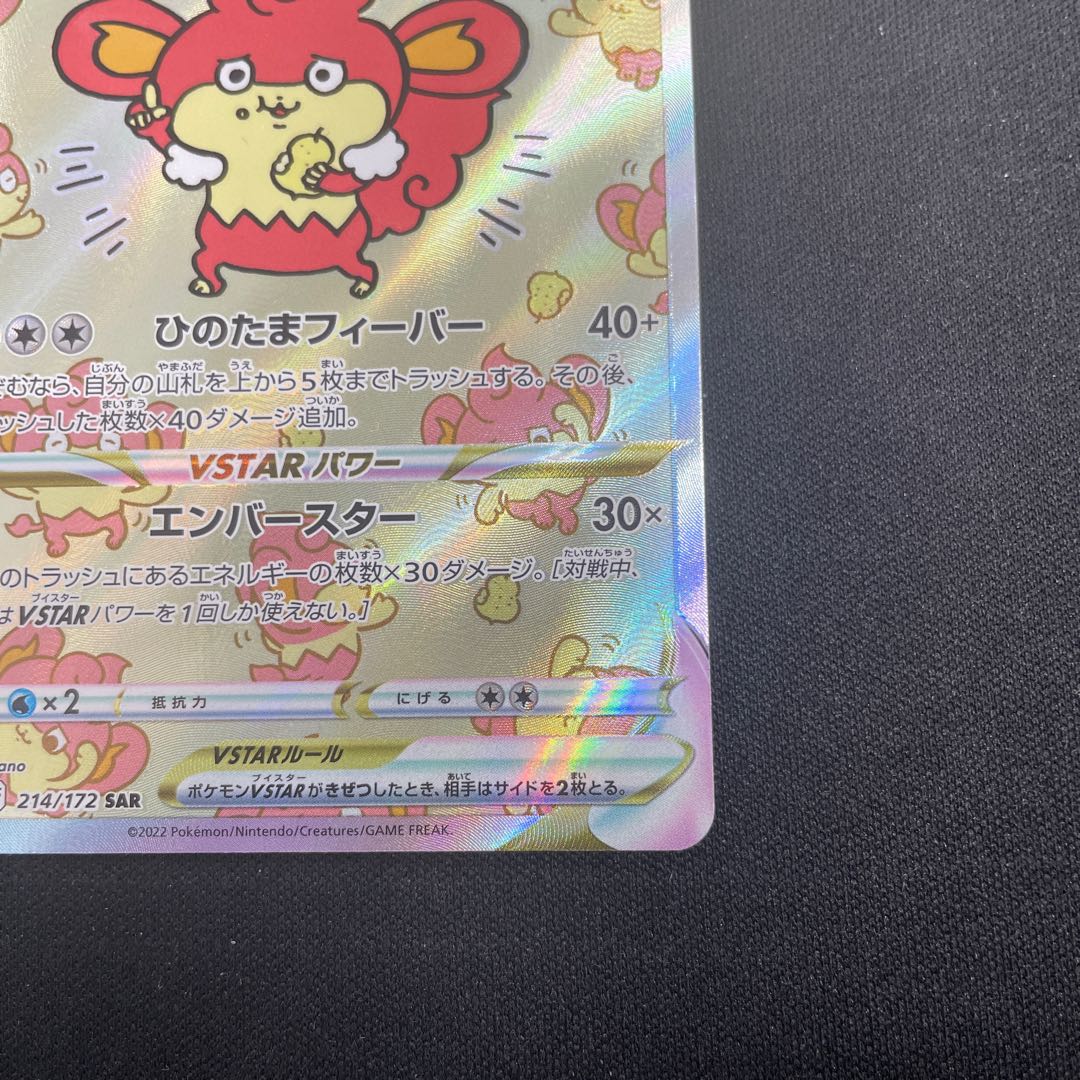 ひのたまフィーバー 40+
むなら、自分の山札を上から5枚までトラッシュする。その後、
ッシュした枚数×40ダメージ追加。
VSTARパワー
エンバースター 30×
のトラッシュにあるエネルギーの枚数×30ダメージ。[対戦中、
はVSTARパワーを1回しか使えない。]
×2 抵抗力 にげる
VSTARルール
ポケモンVSTARがきぜつしたとき、相手はサイドを2枚とる。
ano
214/172 SAR
©2022 Pokémon/Nintendo/Creatures/GAME FREAK.